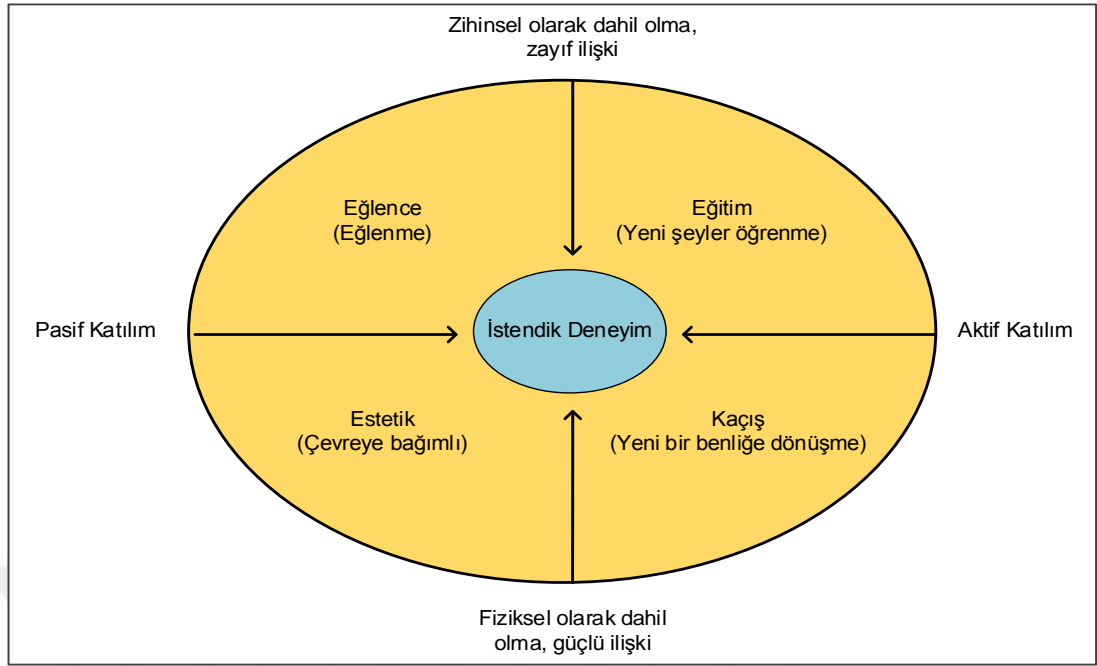 Zihinsel olarak dahil olma,
zayıf ilişki
Eğlence
(Eğlenme)
Eğitim
(Yeni şeyler öğrenme)
Pasif Katılım
İstendik Deneyim
Aktif Katılım
Estetik
(Çevreye bağımlı)
Kaçış
(Yeni bir benliğe dönüşme)
Fiziksel olarak dahil
olma, güçlü ilişki